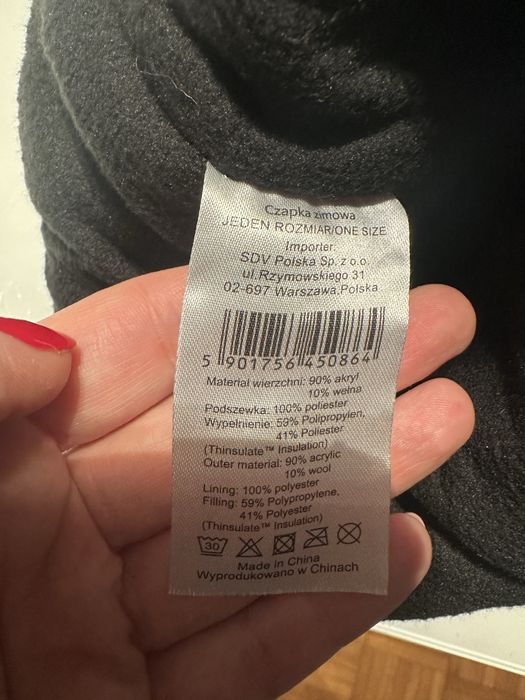 Czapka zimowa
JEDEN ROZMIAR/ONE SIZE
Importer:
SDV Polska Sp. z o.o.
ul.Rzymowskiego 31
02-697 Warszawa,Polska
5 901756 450864
Materiał wierzchni: 90% akryl
10% wełna
Podszewka: 100% poliester
Wypełnienie: 59% Polipropylen,
41% Poliester
(Thinsulate™ Insulation)
Outer material: 90% acrylic
10% wool
Lining: 100% polyester
Filling: 59% Polypropylene,
41% Polyester
(Thinsulate™ Insulation)
30
Made in China
Wyprodukowano w Chinach